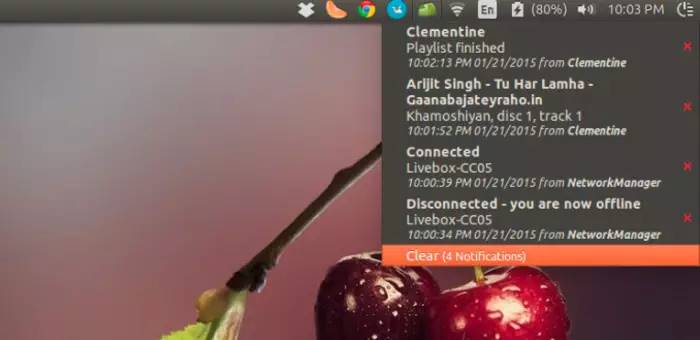 En (80%) 10:03 PM
Clementine
Playlist finished
10:02:13 PM 01/21/2015 from Clementine
Arijit Singh - Tu Har Lamha -
Gaanabajateyraho.in
Khamoshiyan, disc 1, track 1
10:01:52 PM 01/21/2015 from Clementine
Connected
Livebox-CC05
10:00:39 PM 01/21/2015 from NetworkManager
Disconnected - you are now offline
Livebox-CC05
10:00:34 PM 01/21/2015 from NetworkManager
Clear (4 Notifications)